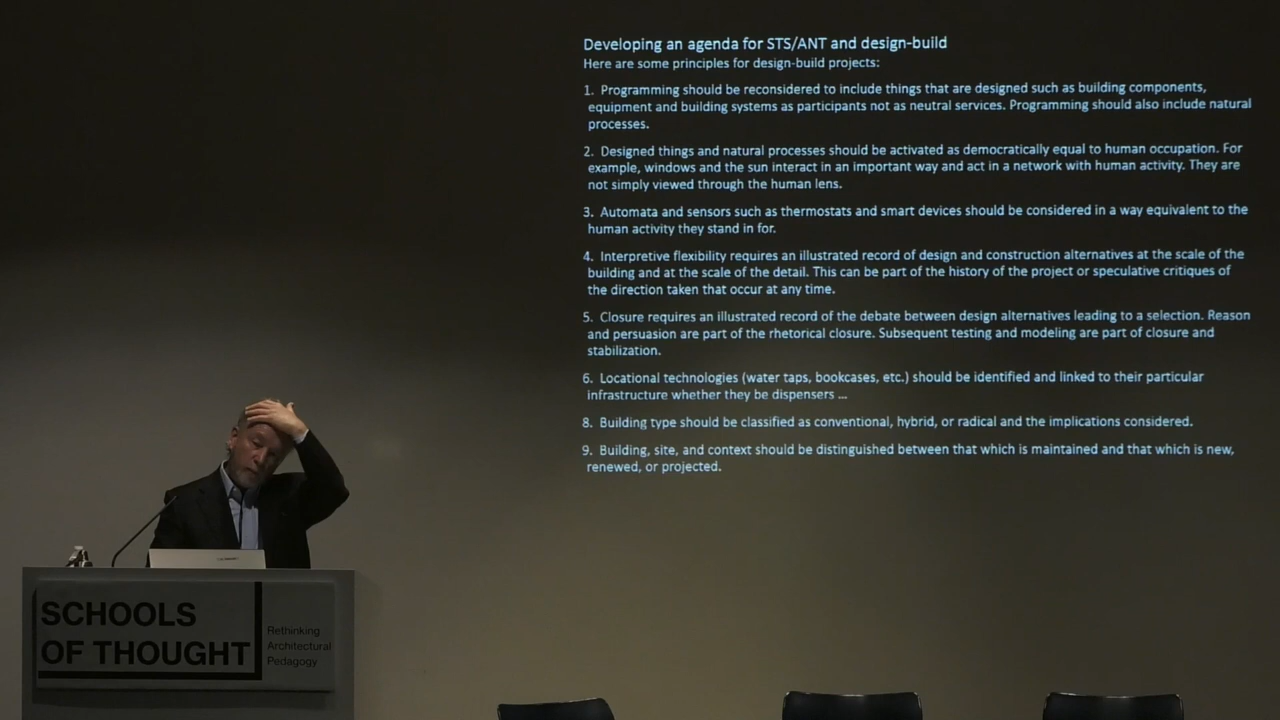 Developing an agenda for STS/ANT and design-build
Here are some principles for design-build projects:
1. Programming should be reconsidered to include things that are designed such as building components,
equipment and building systems as participants not as neutral services. Programming should also include natural
processes.
2. Designed things and natural processes should be activated as democratically equal to human occupation. For
example, windows and the sun interact in an important way and act in a network with human activity. They are
not simply viewed through the human lens.
3. Automata and sensors such as thermostats and smart devices should be considered in a way equivalent to the
human activity they stand in for.
4. Interpretive flexibility requires an illustrated record of design and construction alternatives at the scale of the
building and at the scale of the detail. This can be part of the history of the project or speculative critiques of
the direction taken that occur at any time.
5. Closure requires an illustrated record of the debate between design alternatives leading to a selection. Reason
and persuasion are part of the rhetorical closure. Subsequent testing and modeling are part of closure and
stabilization.
6. Locational technologies (water taps, bookcases, etc.) should be identified and linked to their particular
infrastructure whether they be dispensers ...
8. Building type should be classified as conventional, hybrid, or radical and the implications considered.
9. Building, site, and context should be distinguished between that which is maintained and that which is new,
renewed, or projected.
SCHOOLS
OF THOUGHT
Rethinking
Architectural
Pedagogy